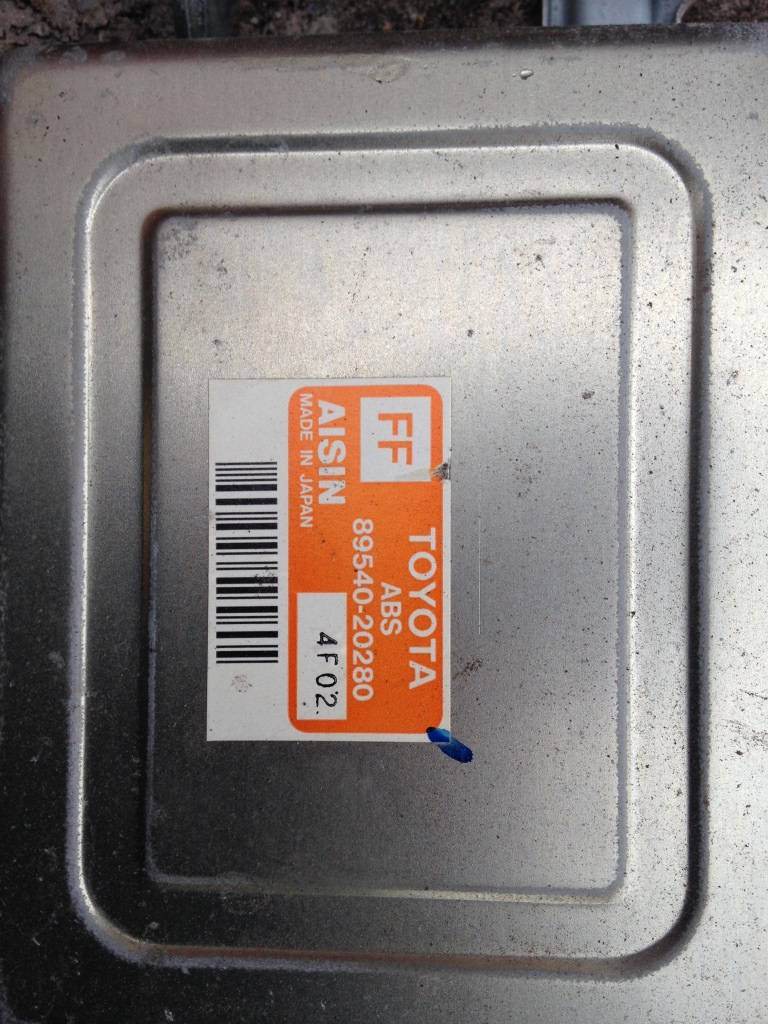 FF
TOYOTA
ABS
89540-20280
AISIN
MADE IN JAPAN
4F02